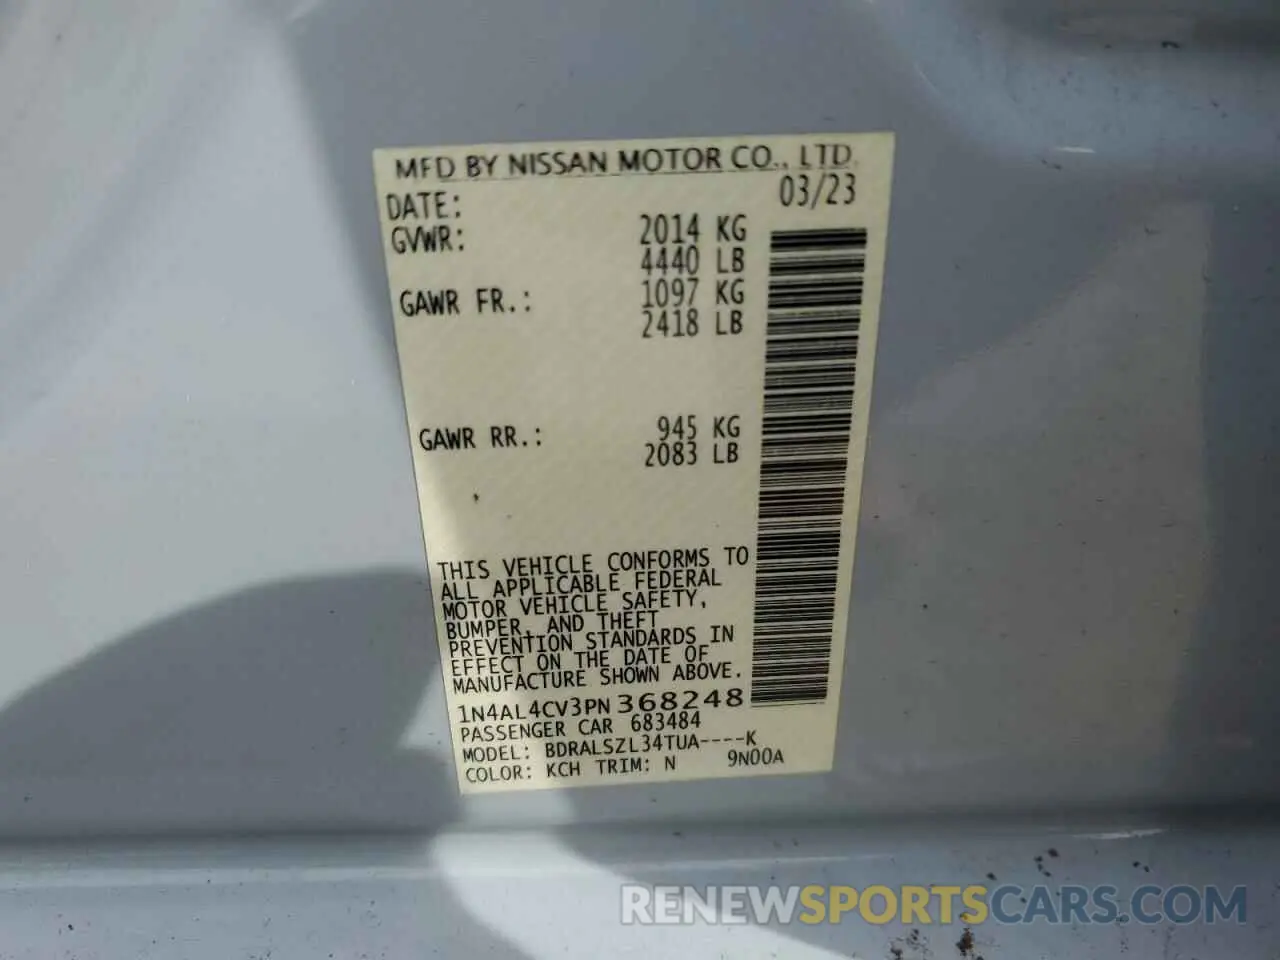 MFD BY NISSAN MOTOR CO., LTD.
DATE: 03/23
GVWR: 2014 KG
4440 LB
GAWR FR.: 1097 KG
2418 LB
GAWR RR.: 945 KG
2083 LB
THIS VEHICLE CONFORMS TO
ALL APPLICABLE FEDERAL
MOTOR VEHICLE SAFETY,
BUMPER, AND THEFT
PREVENTION STANDARDS IN
EFFECT ON THE DATE OF
MANUFACTURE SHOWN ABOVE.
1N4AL4CV3PN368248
PASSENGER CAR 683484
MODEL: BDRALSZL34TUA----K
COLOR: KCH TRIM: N 9N00A
RENEWSPORTSCARS.COM